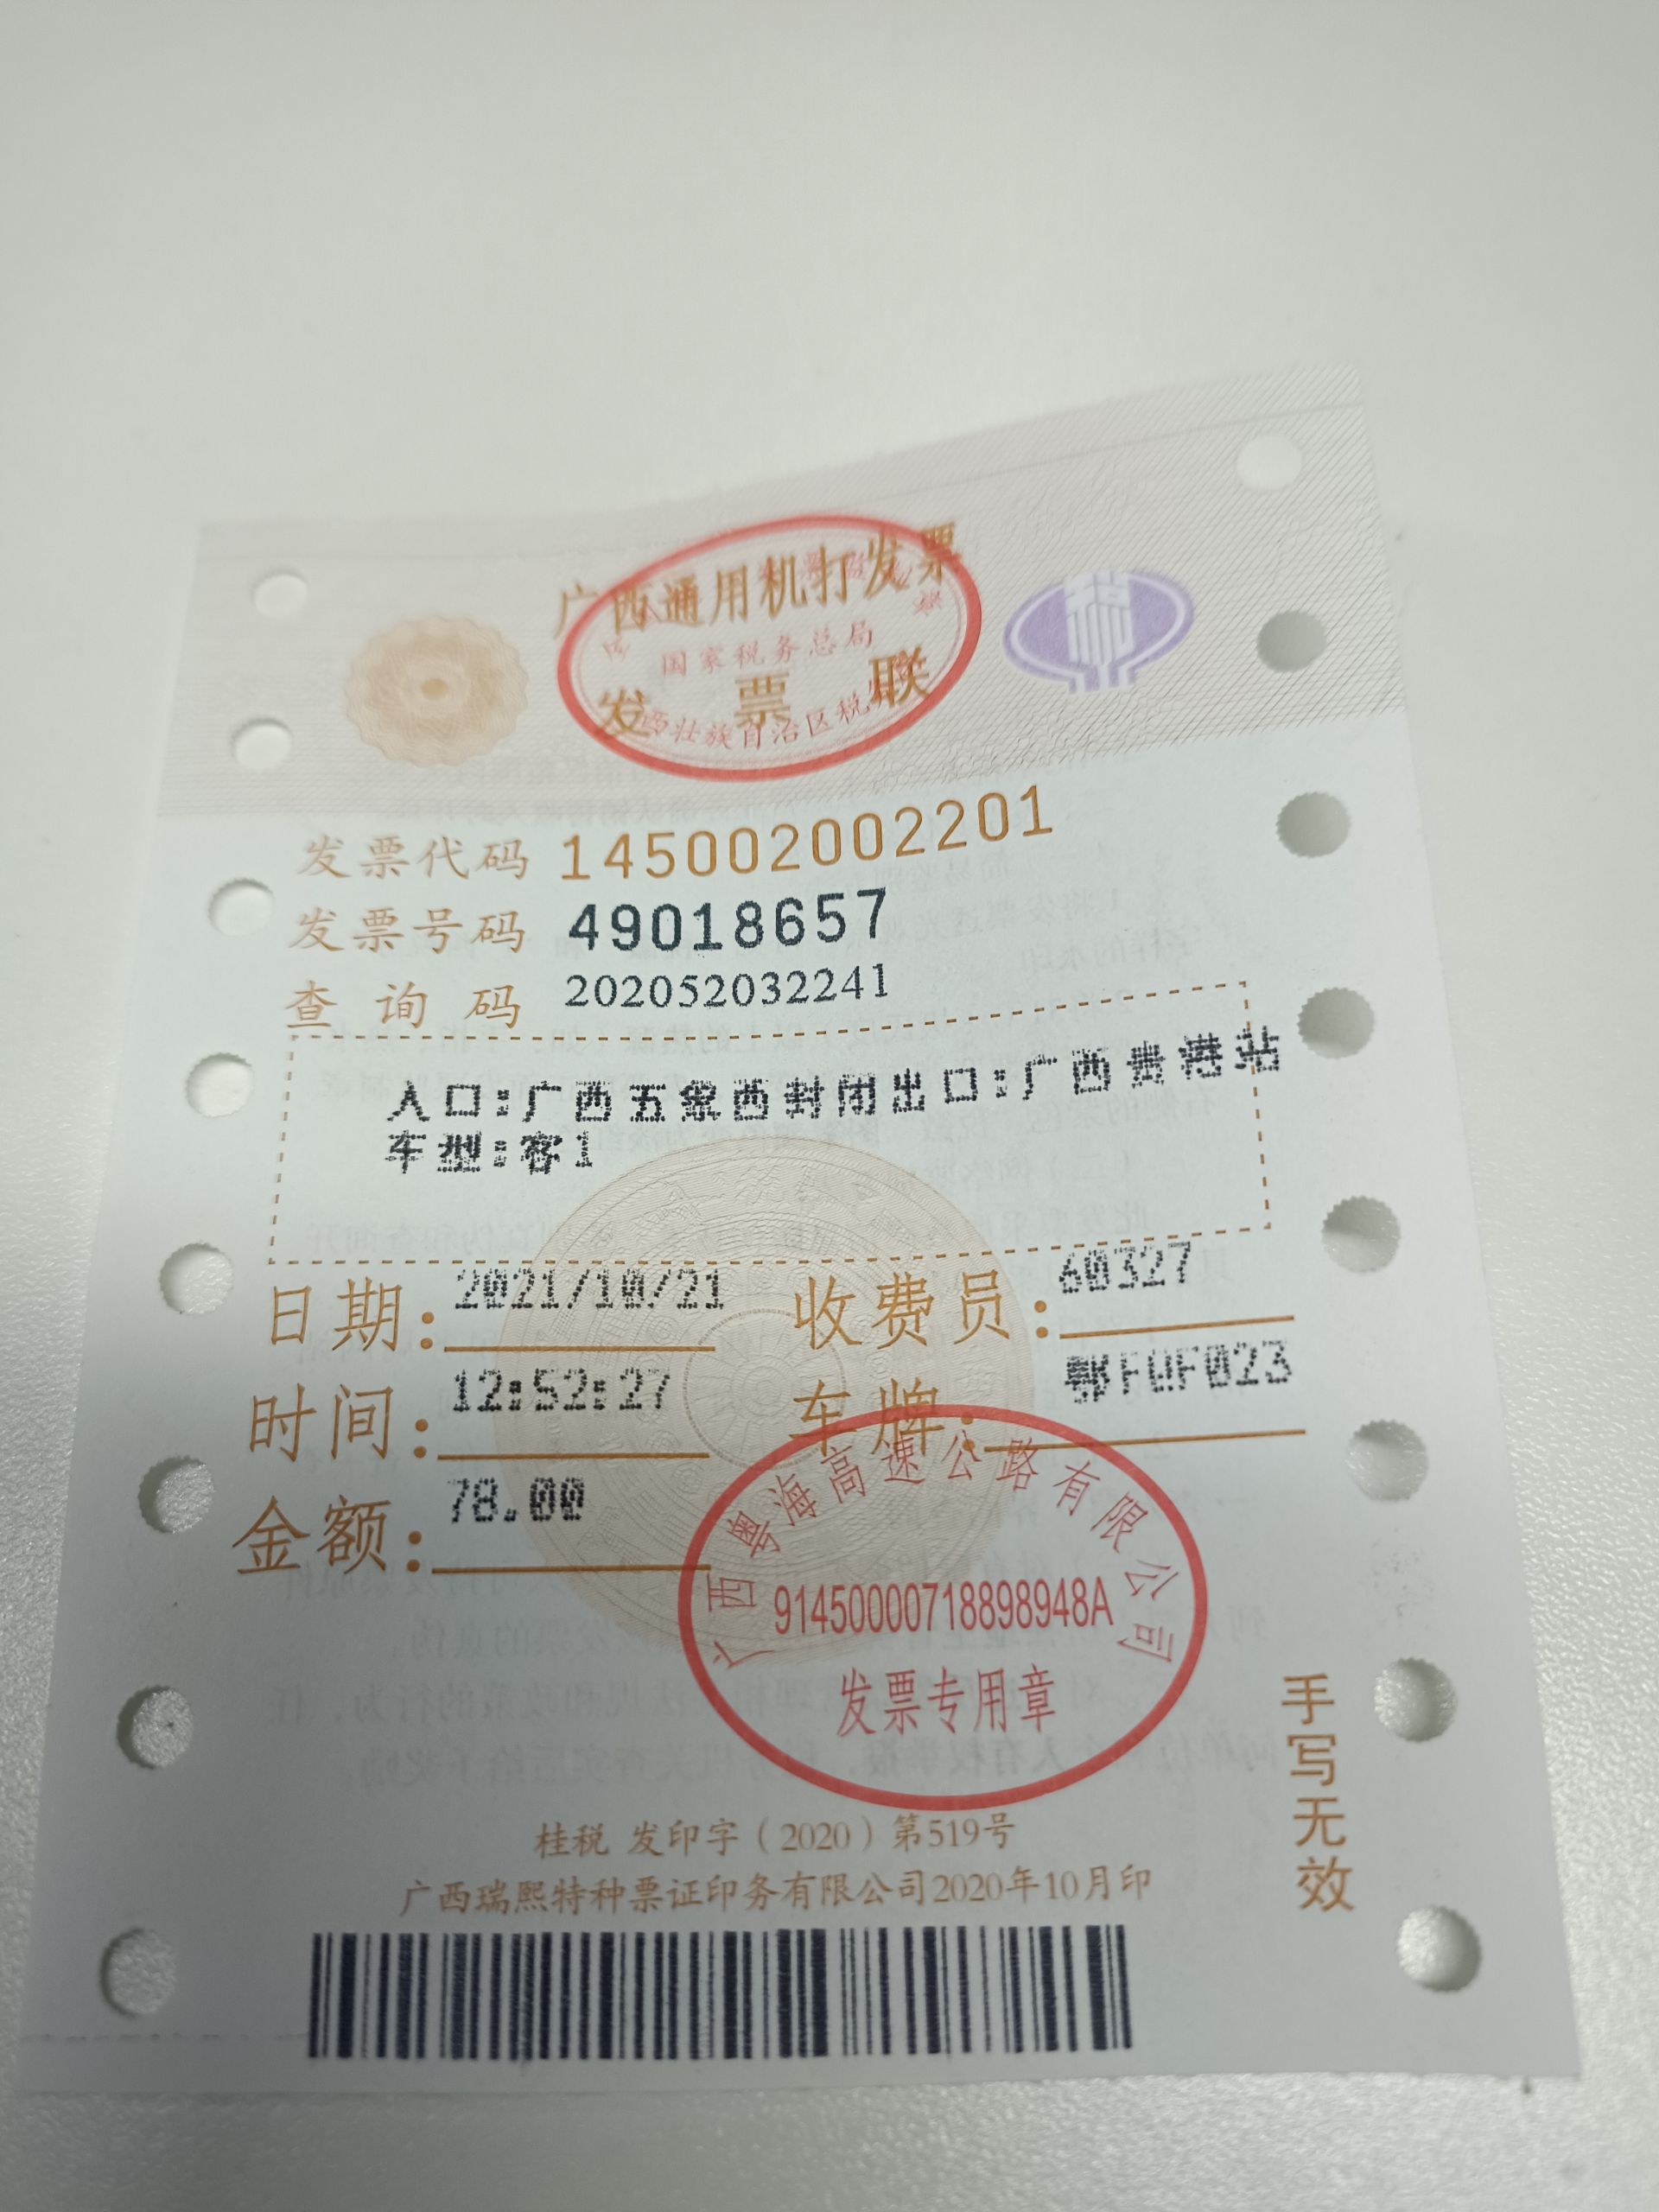 广西通用机打发票
国家税务总局
发票联
西壮族自治区税
税
发票代码 145002002201
发票号码 49018657
查询码 202052032241
入口:广西五象西封闭出口:广西贵港站
车型:客1
日期: 2021/10/21 收费员: 60327
时间: 12:52:27 车牌: 鄂F0F023
金额: 78.00
广西粤海高速公路有限公司
91450000718898948A
发票专用章
手写无效
桂税 发印字（2020）第519号
广西瑞熙特种票证印务有限公司2020年10月印